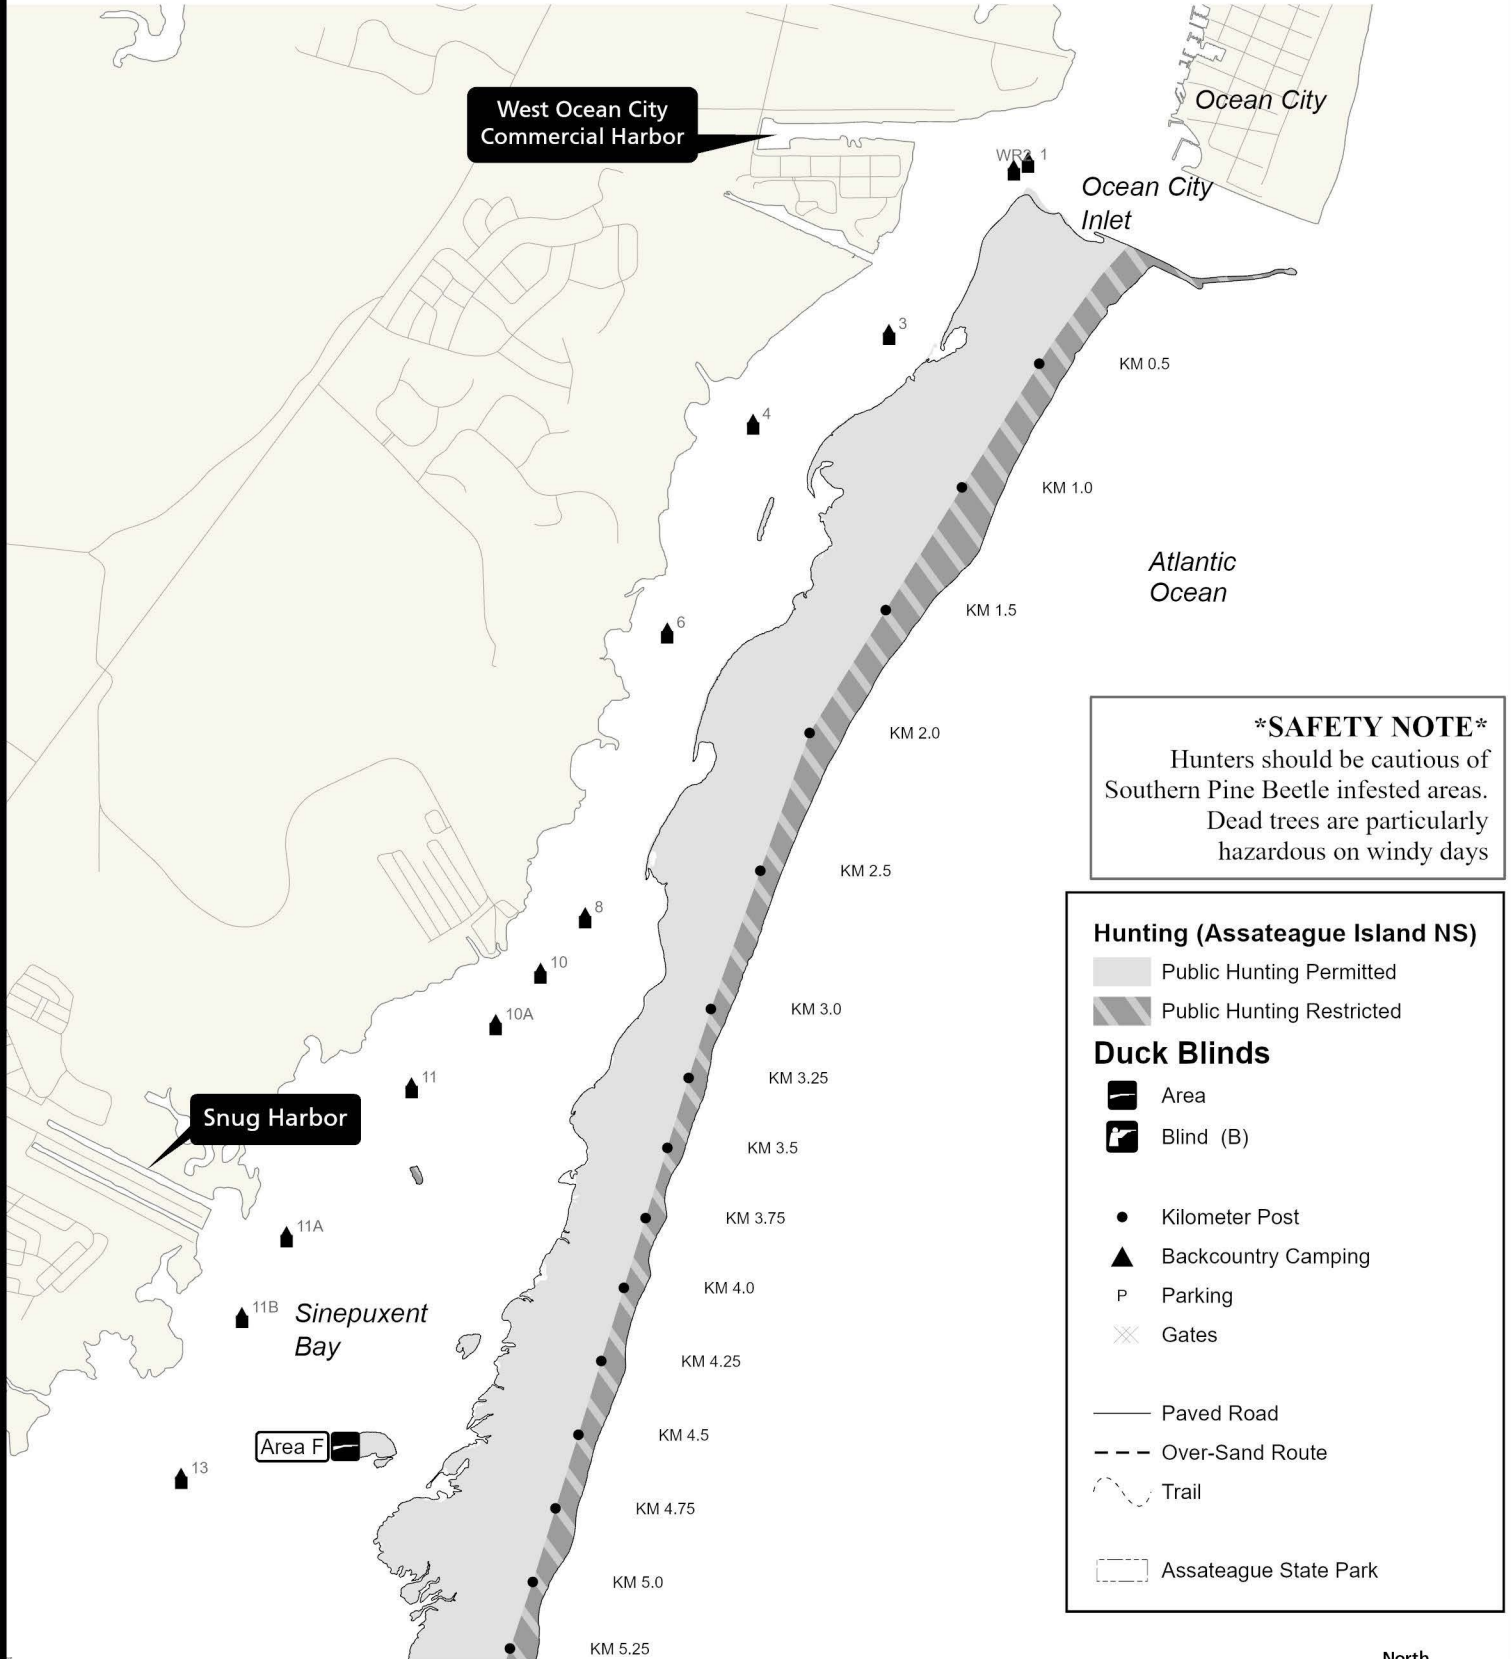 West Ocean City
Commercial Harbor
Ocean City
WR2 1
Ocean City
Inlet
3
KM 0.5
4
KM 1.0
Atlantic
Ocean
KM 1.5
6
KM 2.0
*SAFETY NOTE*
Hunters should be cautious of
Southern Pine Beetle infested areas.
Dead trees are particularly
hazardous on windy days
KM 2.5
8
10
KM 3.0
10A
KM 3.25
11
Snug Harbor
KM 3.5
KM 3.75
11A
KM 4.0
11B
Sinepuxent
Bay
KM 4.25
KM 4.5
Area F
13
KM 4.75
KM 5.0
KM 5.25
Hunting (Assateague Island NS)
Public Hunting Permitted
Public Hunting Restricted
Duck Blinds
Area
Blind (B)
Kilometer Post
Backcountry Camping
P Parking
Gates
Paved Road
Over-Sand Route
Trail
Assateague State Park
North